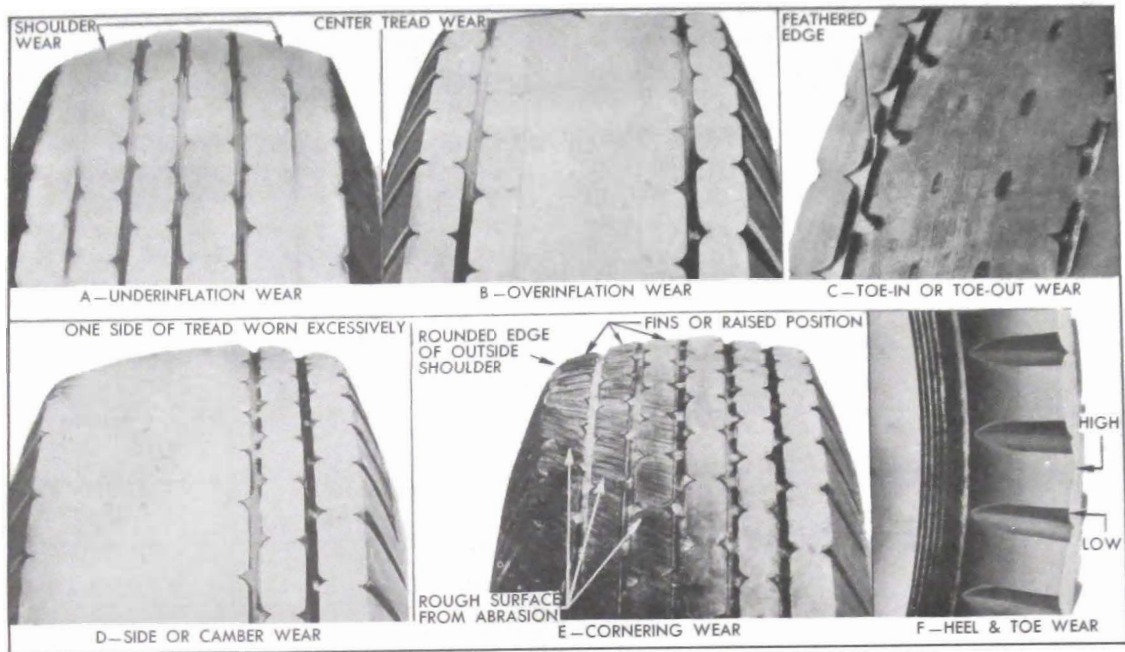 SHOULDER
WEAR
CENTER TREAD WEAR
FEATHERED
EDGE
A—UNDERINFLATION WEAR
B—OVERINFLATION WEAR
C—TOE-IN OR TOE-OUT WEAR
ONE SIDE OF TREAD WORN EXCESSIVELY
ROUNDED EDGE
OF OUTSIDE
SHOULDER
FINS OR RAISED POSITION
HIGH
LOW
ROUGH SURFACE
FROM ABRASION
D—SIDE OR CAMBER WEAR
E—CORNERING WEAR
F—HEEL & TOE WEAR